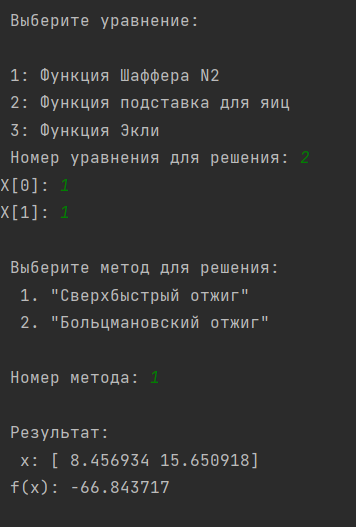 Выберите уравнение:
1: Функция Шаффера N2
2: Функция подставка для яиц
3: Функция Экли
Номер уравнения для решения: 2
X[0]: 1
X[1]: 1
Выберите метод для решения:
1. "Сверхбыстрый отжиг"
2. "Больцмановский отжиг"
Номер метода: 1
Результат:
x: [ 8.456934 15.650918]
f(x): -66.843717